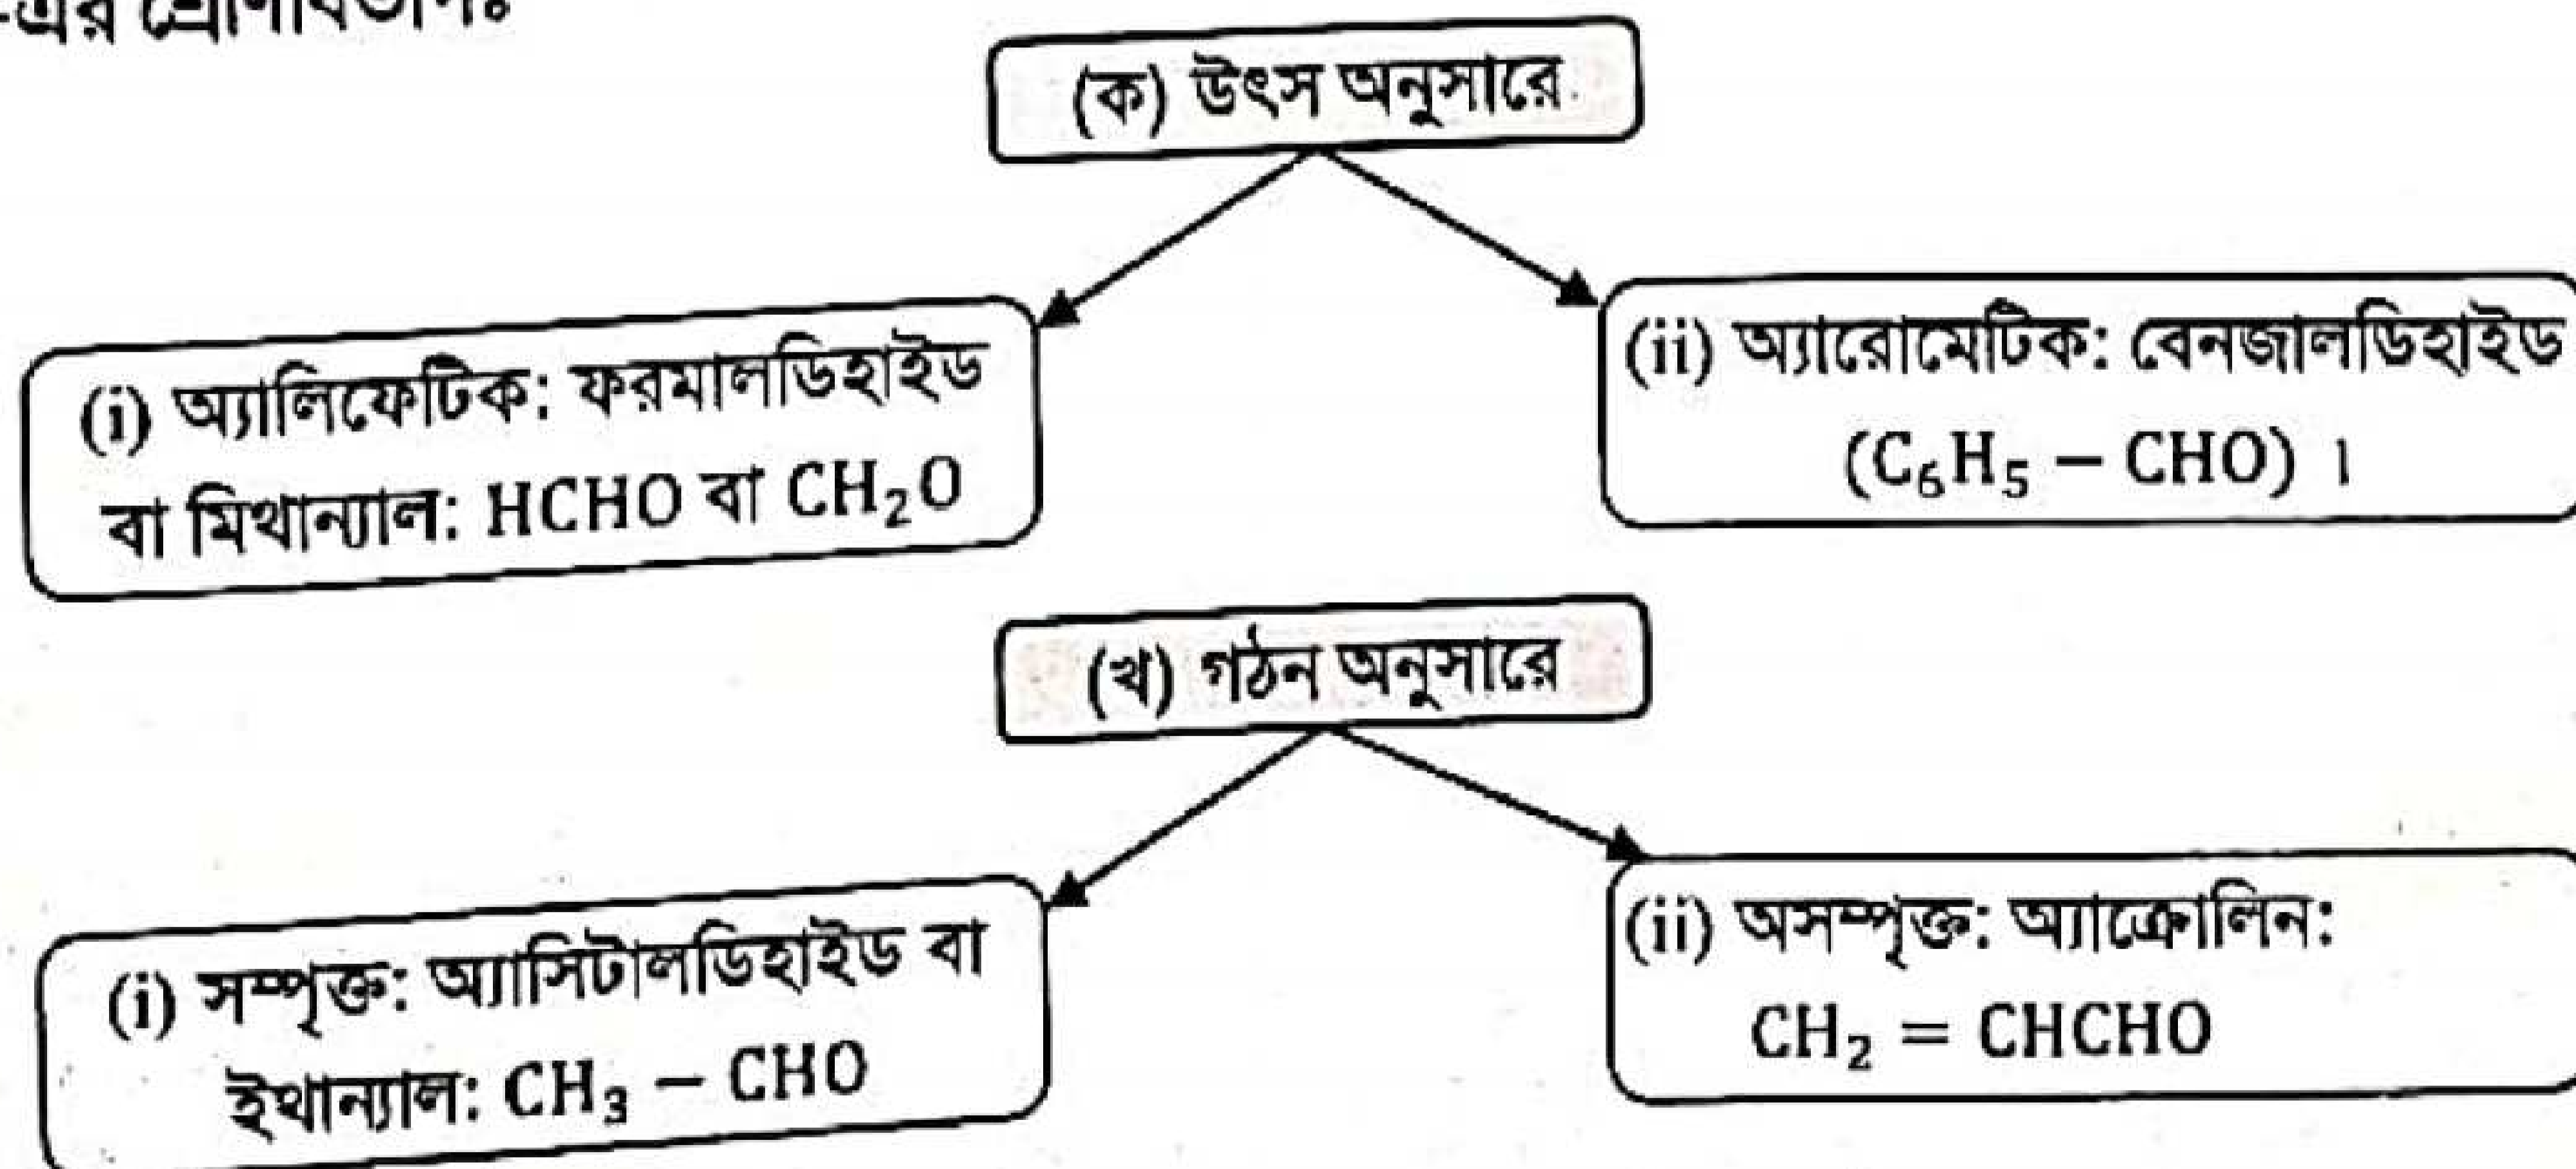 -এর শ্রেণিবিভাগঃ
(ক) উৎস অনুসারে
(i) অ্যালিফেটিক: ফরমালডিহাইড
বা মিথান্যাল: HCHO বা CH₂O
(ii) অ্যারোমেটিক: বেনজালডিহাইড
(C₆H₅ – CHO) ।
(খ) গঠন অনুসারে
(i) সম্পৃক্ত: অ্যাসিটালডিহাইড বা
ইথান্যাল: CH₃ – CHO
(ii) অসম্পৃক্ত: অ্যাক্রোলিন:
CH₂ = CHCHO